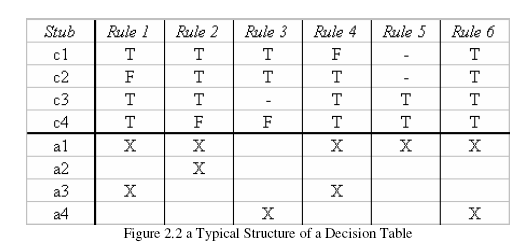 Stub Rule 1 Rule 2 Rule 3 Rule 4 Rule 5 Rule 6
c1 T T T F - T
c2 F T T T - T
c3 T T - T T T
c4 T F F T T T
a1 X X X X X
a2 X
a3 X X
a4 X X
Figure 2.2 a Typical Structure of a Decision Table